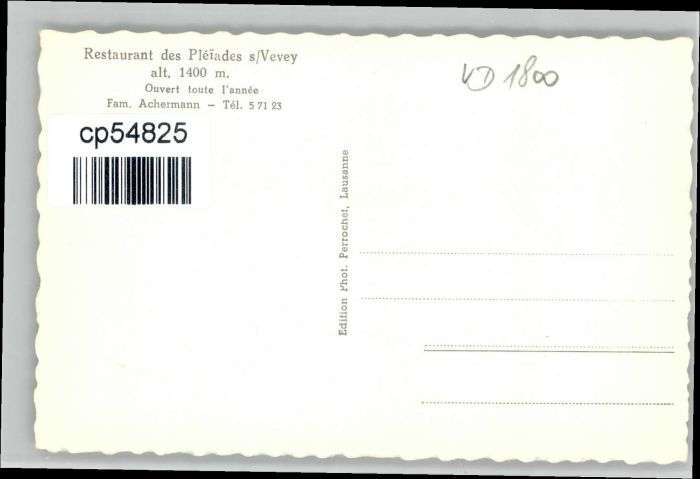 Restaurant des Pléïades s/Vevey
alt. 1400 m.
Ouvert toute l'année
Fam. Achermann — Tél. 5 71 23
VD 1800
cp54825
Edition Phot. Perrochet, Lausanne